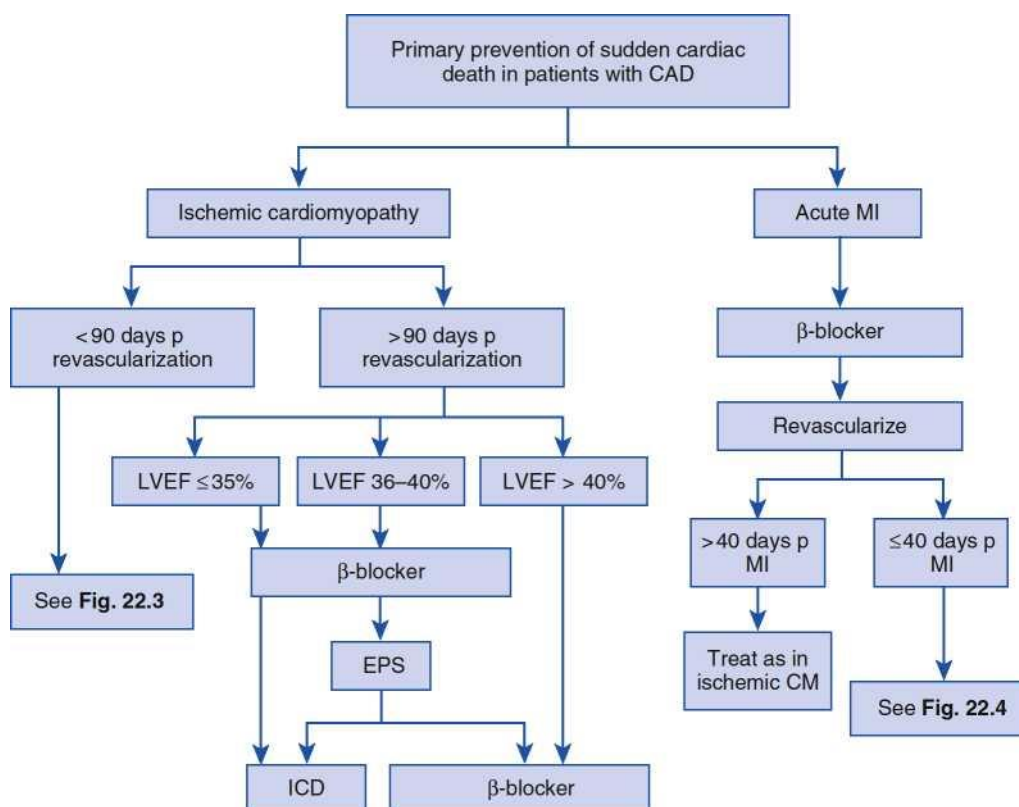 Primary prevention of sudden cardiac
death in patients with CAD
Ischemic cardiomyopathy
Acute MI
<90 days p
revascularization
>90 days p
revascularization
β-blocker
Revascularize
LVEF ≤35%
LVEF 36–40%
LVEF > 40%
>40 days p
MI
≤40 days p
MI
β-blocker
See Fig. 22.3
EPS
Treat as in
ischemic CM
See Fig. 22.4
ICD
β-blocker